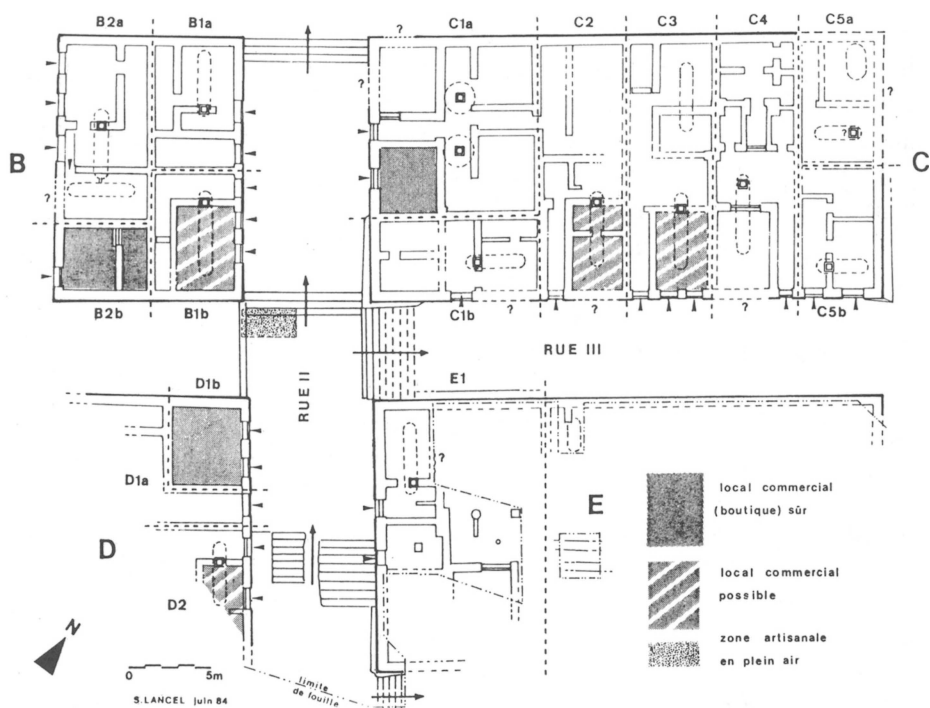 B2a B1a C1a C2 C3 C4 C5a
? ?
? ?
?
B C
? ?
B2b B1b C1b ? ? ? C5b
RUE III
RUE II
D1b E1
?
D1a
D E
D2
local commercial
(boutique) sûr
local commercial
possible
zone artisanale
en plein air
N
0 5m
S. LANCEL juin 84
limite
de fouille